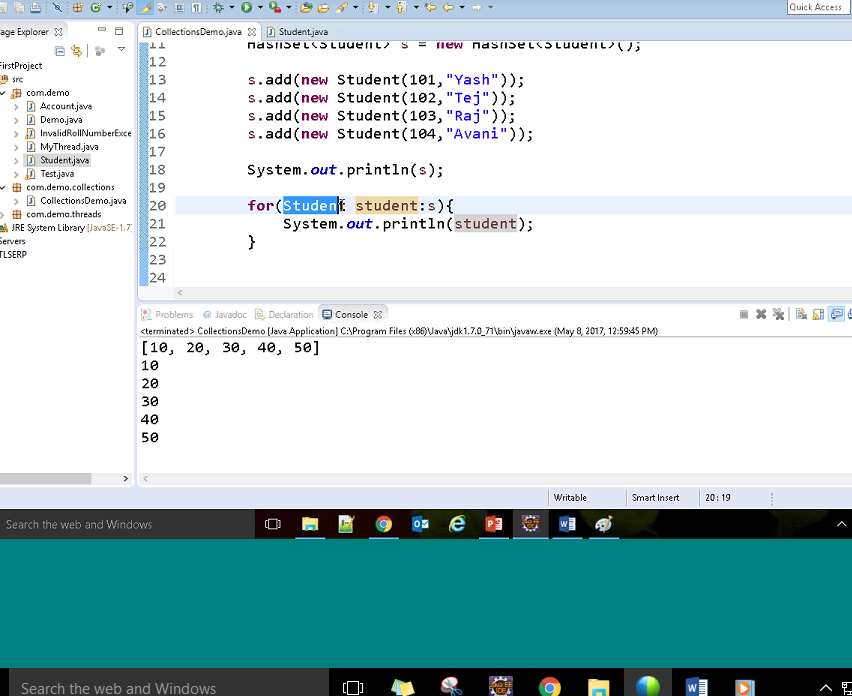 Quick Access
age Explorer
CollectionsDemo.java
Student.java
FirstProject
src
com.demo
Account.java
Demo.java
InvalidRollNumberExce
MyThread.java
Student.java
Test.java
com.demo.collections
CollectionsDemo.java
com.demo.threads
JRE System Library [JavaSE-1.7]
Servers
TLSERP
11 HashSet<Student> s = new HashSet<Student>();
12
13 s.add(new Student(101,"Yash"));
14 s.add(new Student(102,"Tej"));
15 s.add(new Student(103,"Raj"));
16 s.add(new Student(104,"Avani"));
17
18 System.out.println(s);
19
20 for(Student student:s){
21 System.out.println(student);
22 }
23
24
Problems @ Javadoc Declaration Console
<terminated> CollectionsDemo [Java Application] C:\Program Files (x86)\Java\jdk1.7.0_71\bin\javaw.exe (May 8, 2017, 12:59:45 PM)
[10, 20, 30, 40, 50]
10
20
30
40
50
Writable Smart Insert 20 : 19
Search the web and Windows
Search the web and Windows